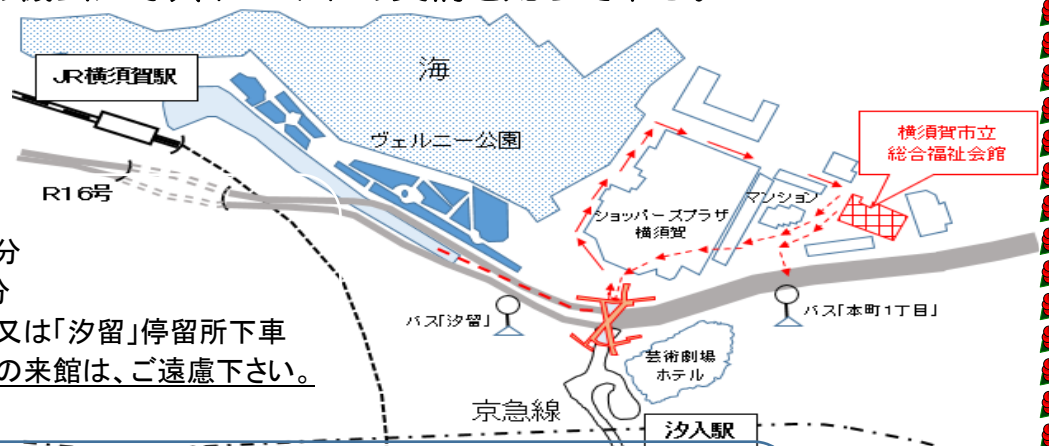 海
JR横須賀駅
ヴェルニー公園
横須賀市立
総合福祉会館
R16号
マンション
ショッパーズプラザ
横須賀
分
分
バス「汐留」
バス「本町1丁目」
又は「汐留」停留所下車
芸術劇場
ホテル
の来館は、ご遠慮下さい。
京急線
汐入駅